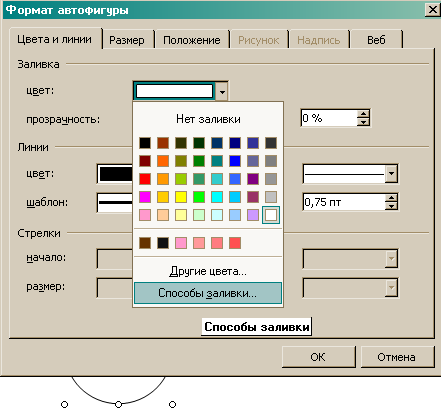 Формат автофигуры
Цвета и линии Размер Положение Рисунок Надпись Веб
Заливка
цвет:
Нет заливки
прозрачность: 0 %
Линии
цвет:
шаблон: 0,75 пт
Стрелки
начало:
Другие цвета...
размер:
Способы заливки...
Способы заливки
ОК Отмена